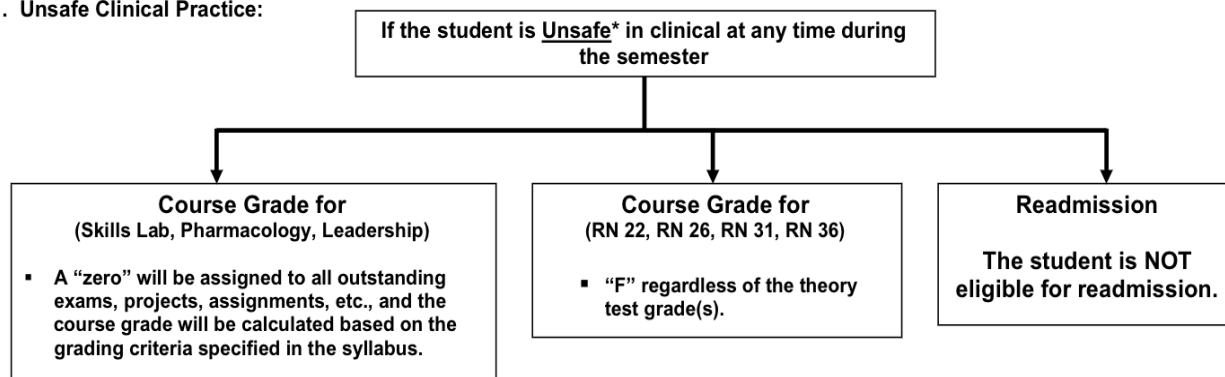 . Unsafe Clinical Practice:
If the student is Unsafe* in clinical at any time during
the semester
Course Grade for
(Skills Lab, Pharmacology, Leadership)
▪ A “zero” will be assigned to all outstanding
exams, projects, assignments, etc., and the
course grade will be calculated based on the
grading criteria specified in the syllabus.
Course Grade for
(RN 22, RN 26, RN 31, RN 36)
▪ “F” regardless of the theory
test grade(s).
Readmission
The student is NOT
eligible for readmission.